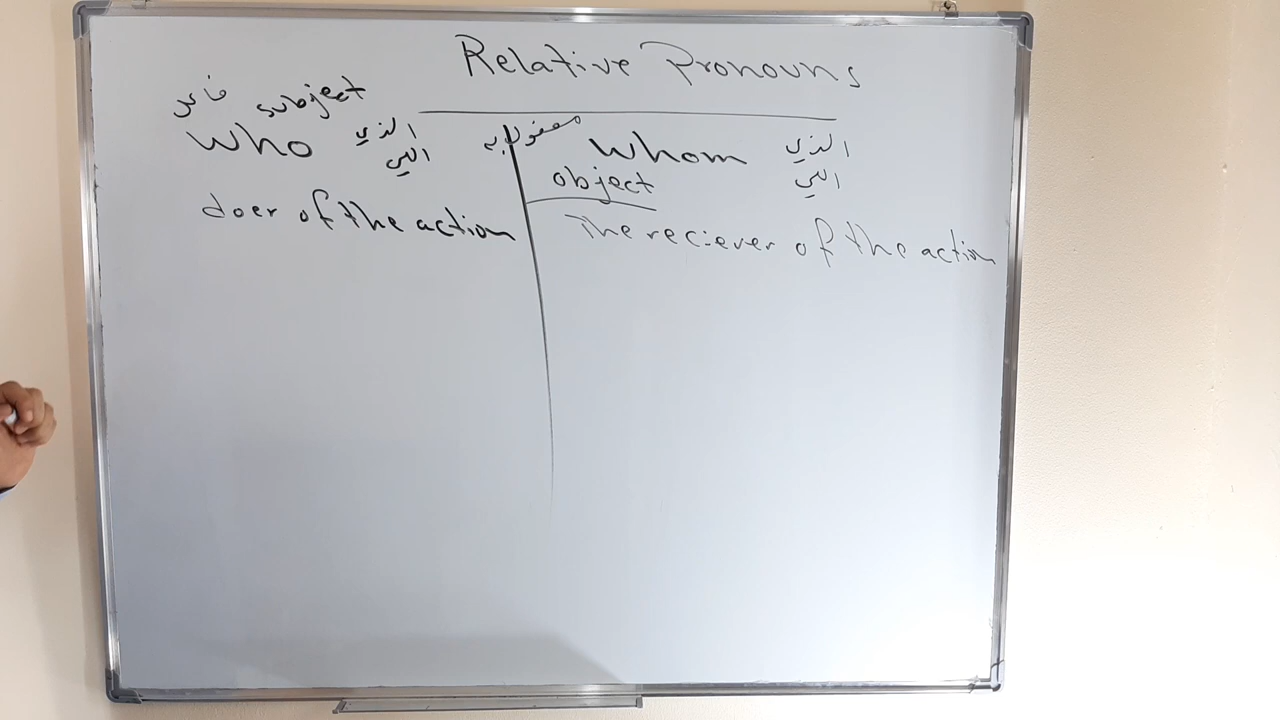 Relative Pronouns
فاعل subject
who الذي
التي
doer of the action
مفعول به whom الذي
object التي
The reciever of the action